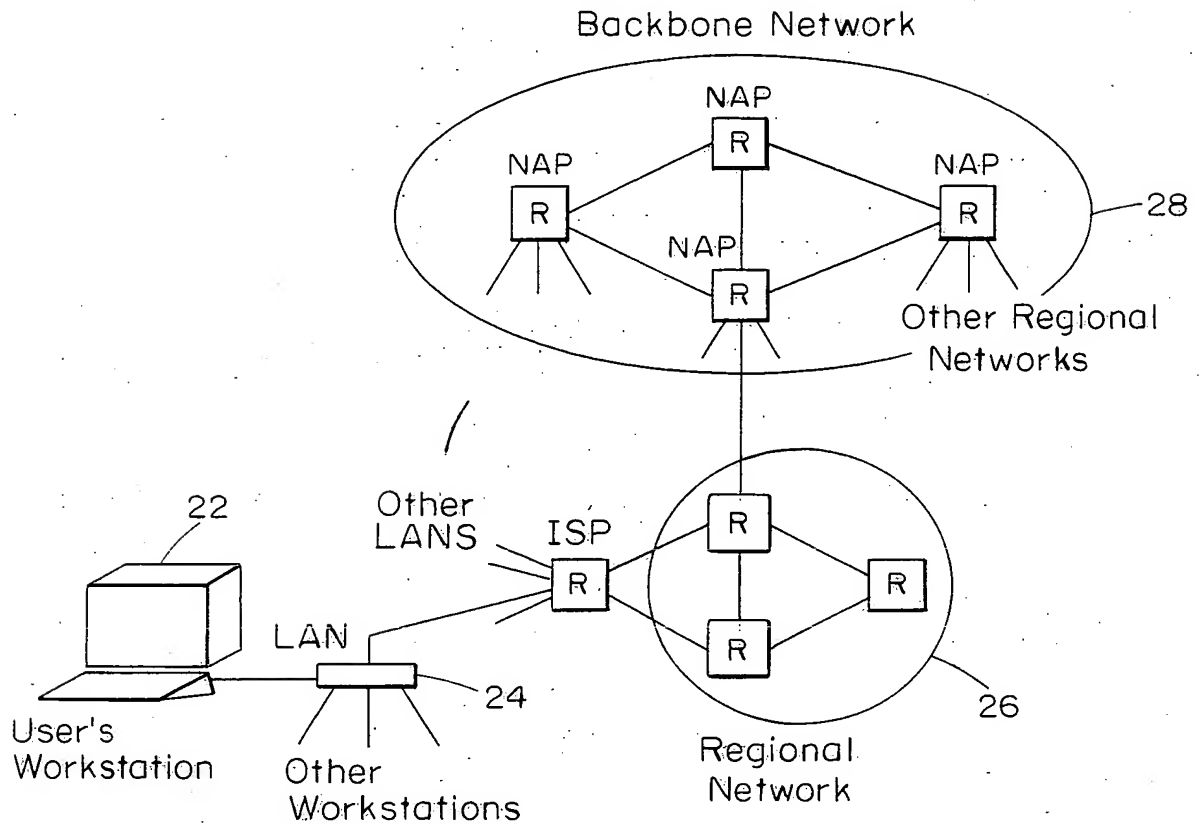 Backbone Network
NAP
R
NAP
R
NAP
R
28
NAP
R
Other Regional
Networks
22
Other
LANS
ISP
R
R
R
R
LAN
24
26
User's
Workstation
Other
Workstations
Regional
Network